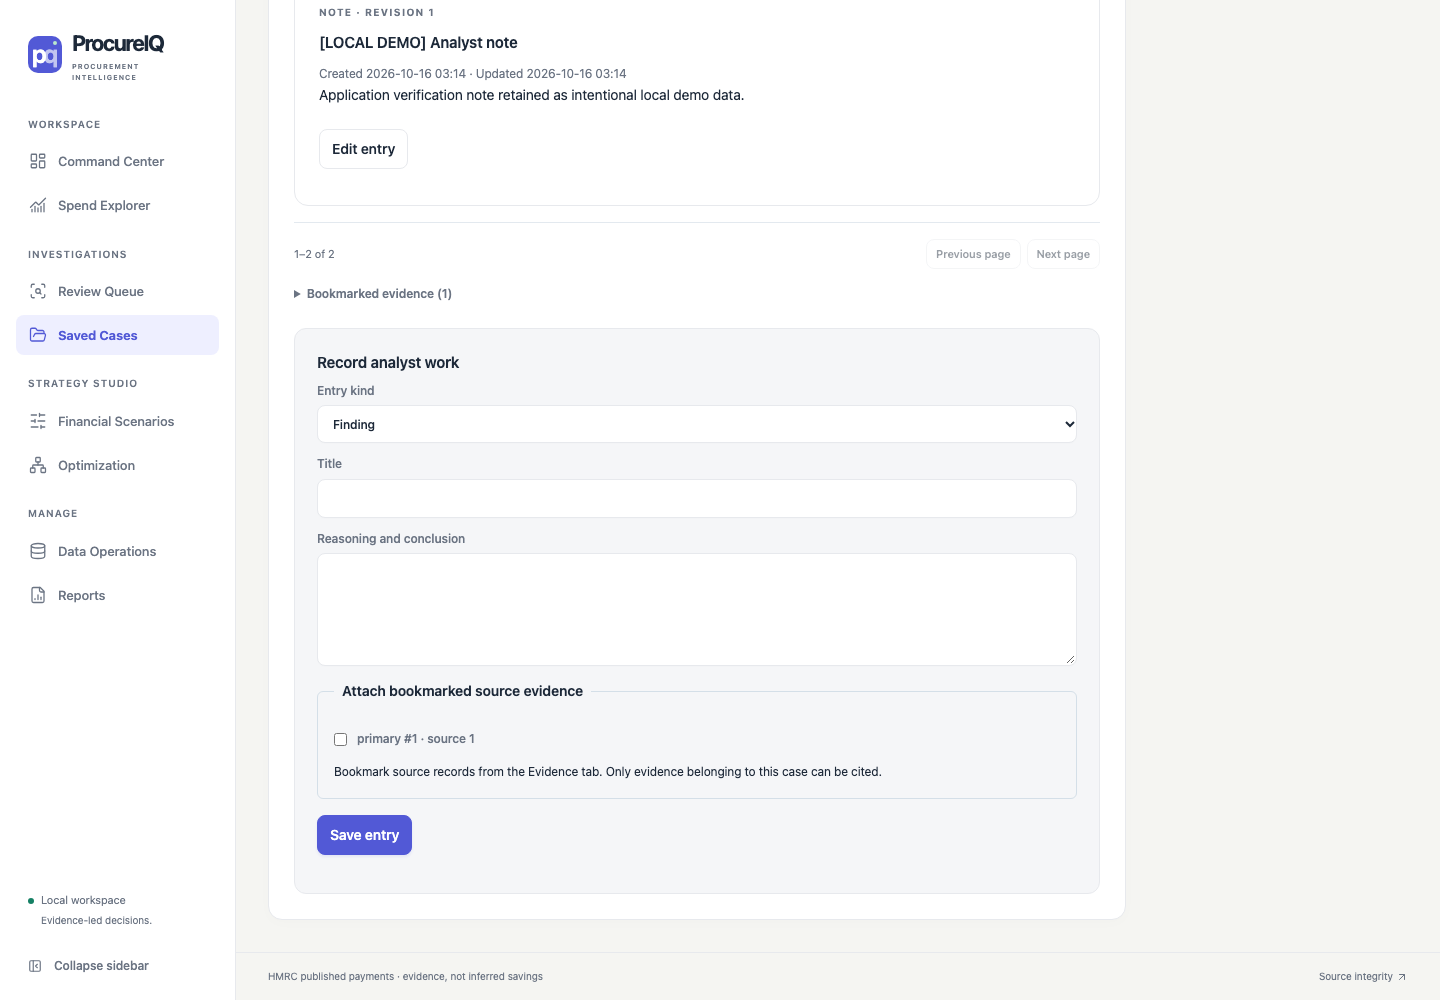 pq ProcureIQ
PROCUREMENT
INTELLIGENCE
WORKSPACE
Command Center
Spend Explorer
INVESTIGATIONS
Review Queue
Saved Cases
STRATEGY STUDIO
Financial Scenarios
Optimization
MANAGE
Data Operations
Reports
Local workspace
Evidence-led decisions.
Collapse sidebar
NOTE · REVISION 1
[LOCAL DEMO] Analyst note
Created 2026-10-16 03:14 · Updated 2026-10-16 03:14
Application verification note retained as intentional local demo data.
Edit entry
1–2 of 2
Previous page
Next page
Bookmarked evidence (1)
Record analyst work
Entry kind
Finding
Title
Reasoning and conclusion
Attach bookmarked source evidence
primary #1 · source 1
Bookmark source records from the Evidence tab. Only evidence belonging to this case can be cited.
Save entry
HMRC published payments · evidence, not inferred savings
Source integrity